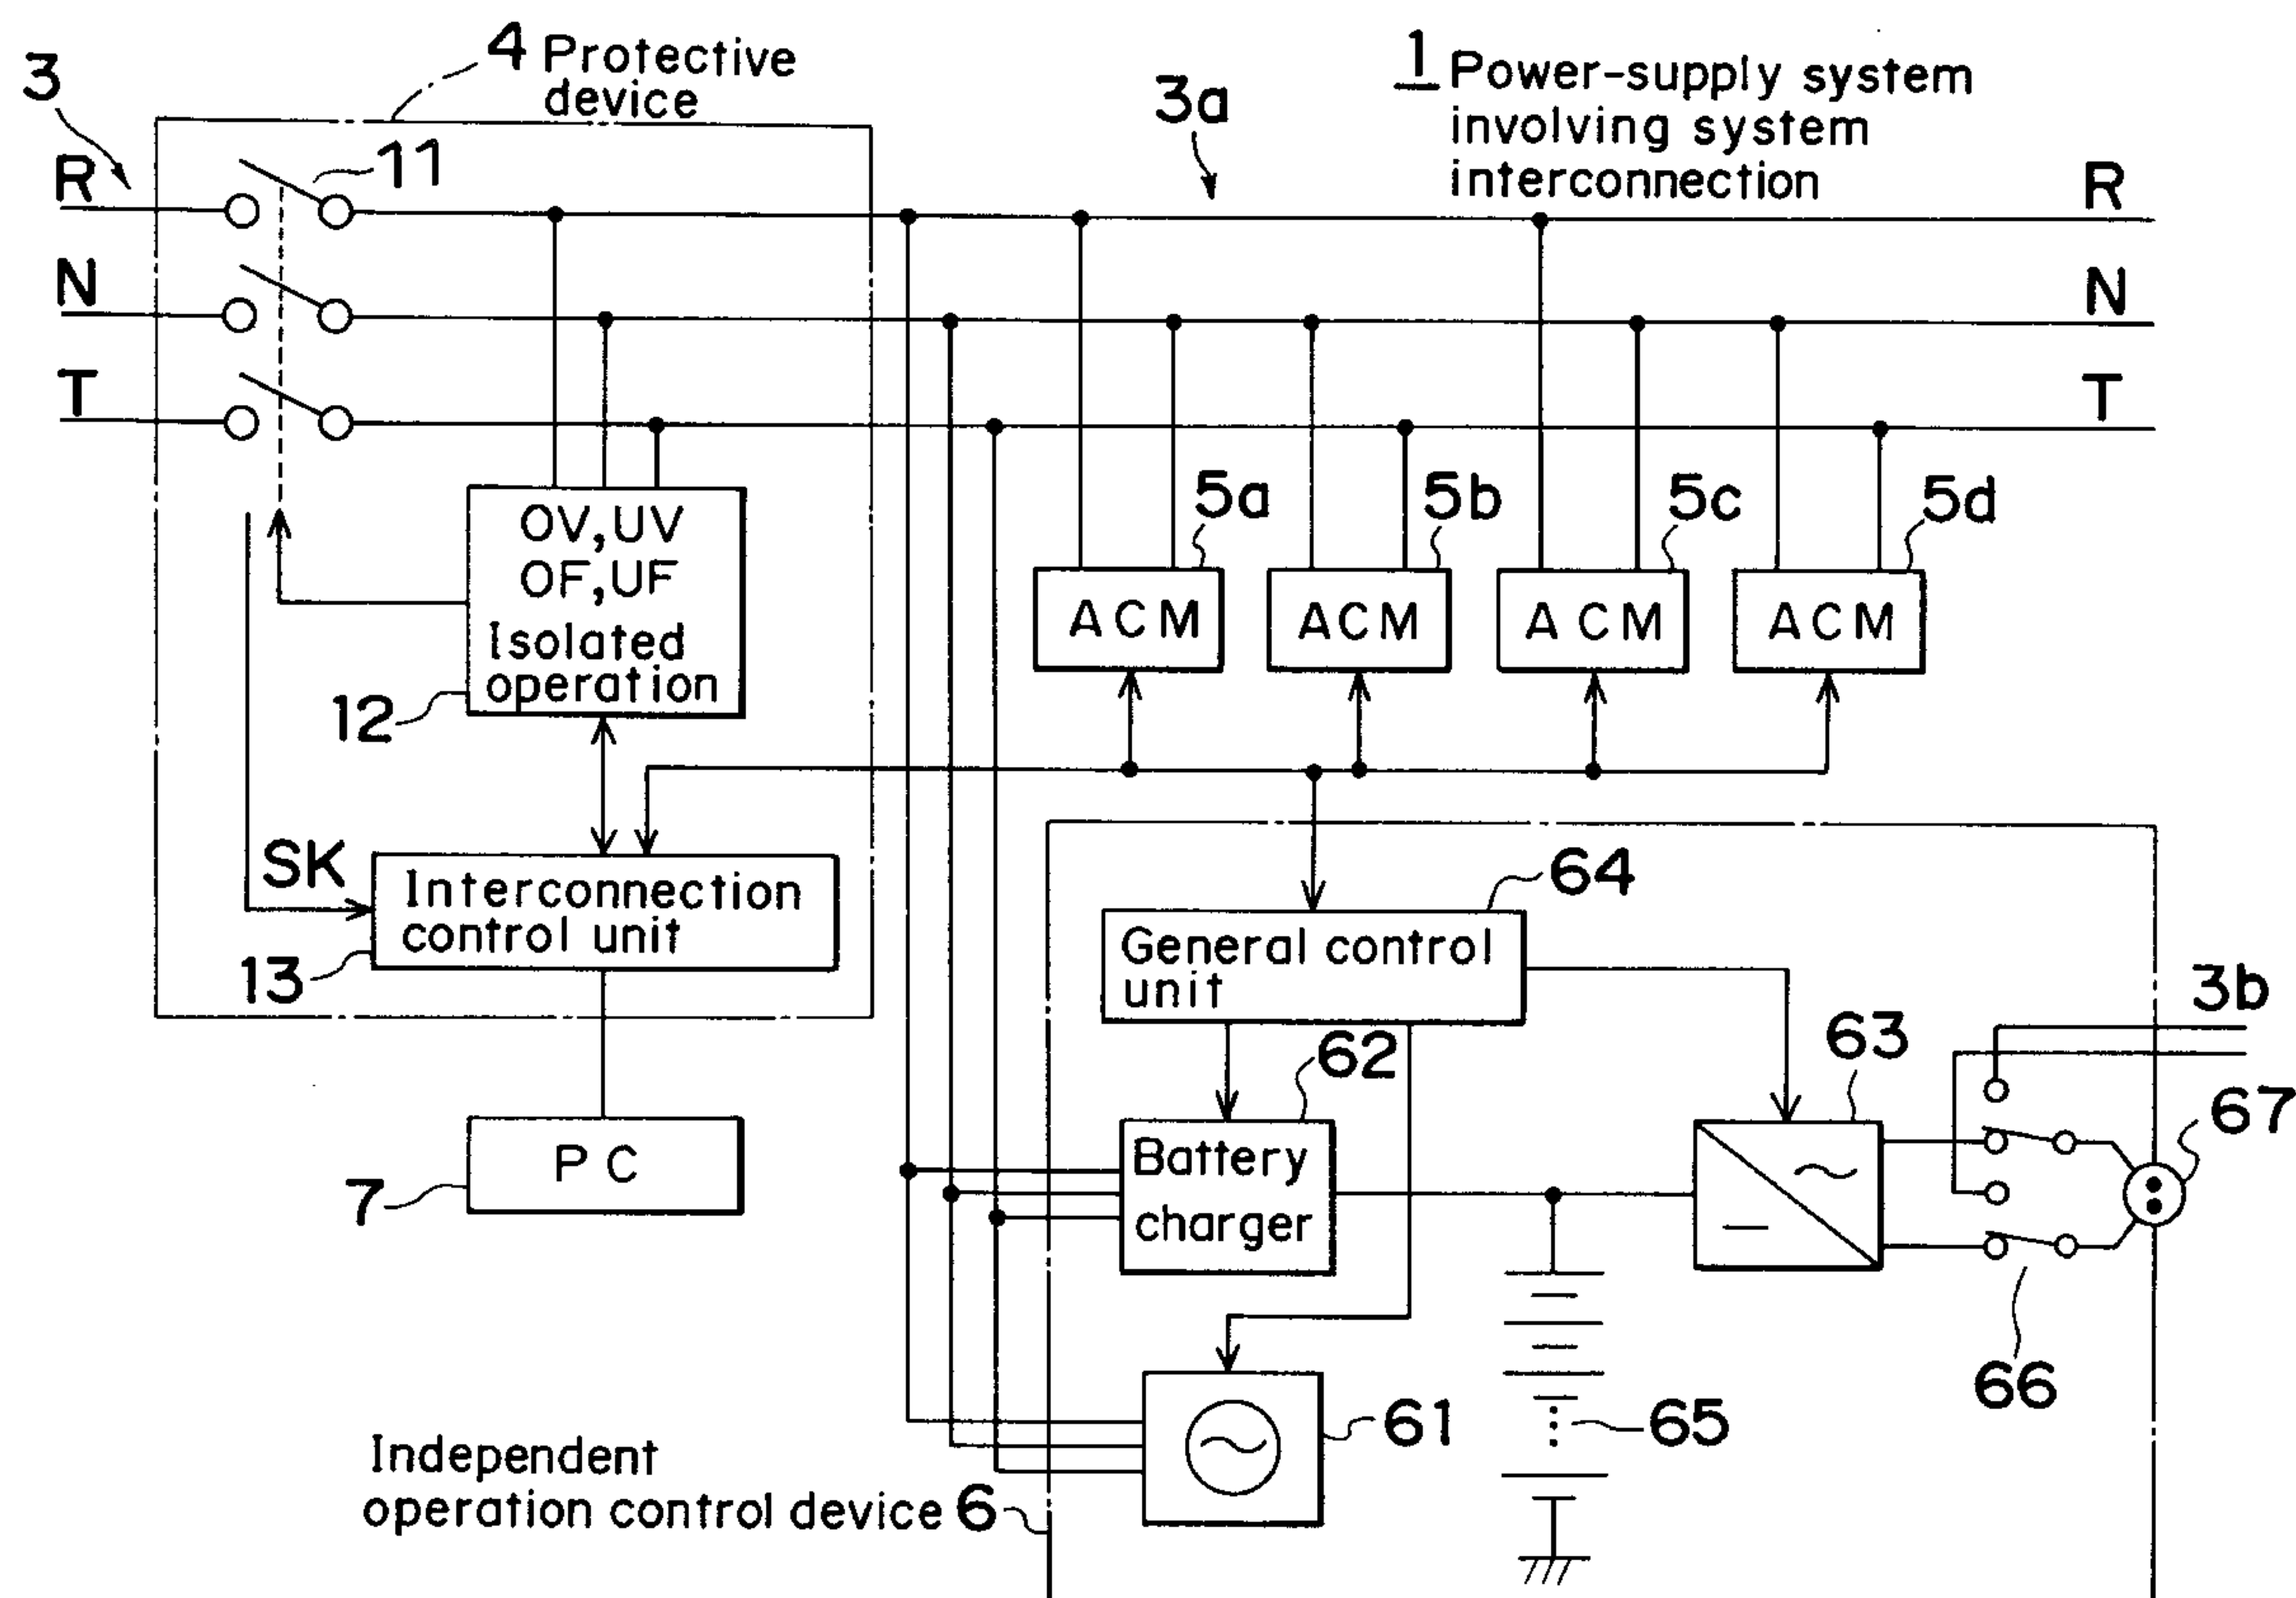 3
4 Protective
device
3a
1 Power-supply system
involving system
interconnection
R
11
R
N
N
T
T
OV, UV
OF, UF
Isolated
operation
12
5a
5b
5c
5d
ACM
ACM
ACM
ACM
SK
Interconnection
control unit
13
64
General control
unit
3b
62
63
67
PC
7
Battery
charger
66
61
65
Independent
operation control device 6